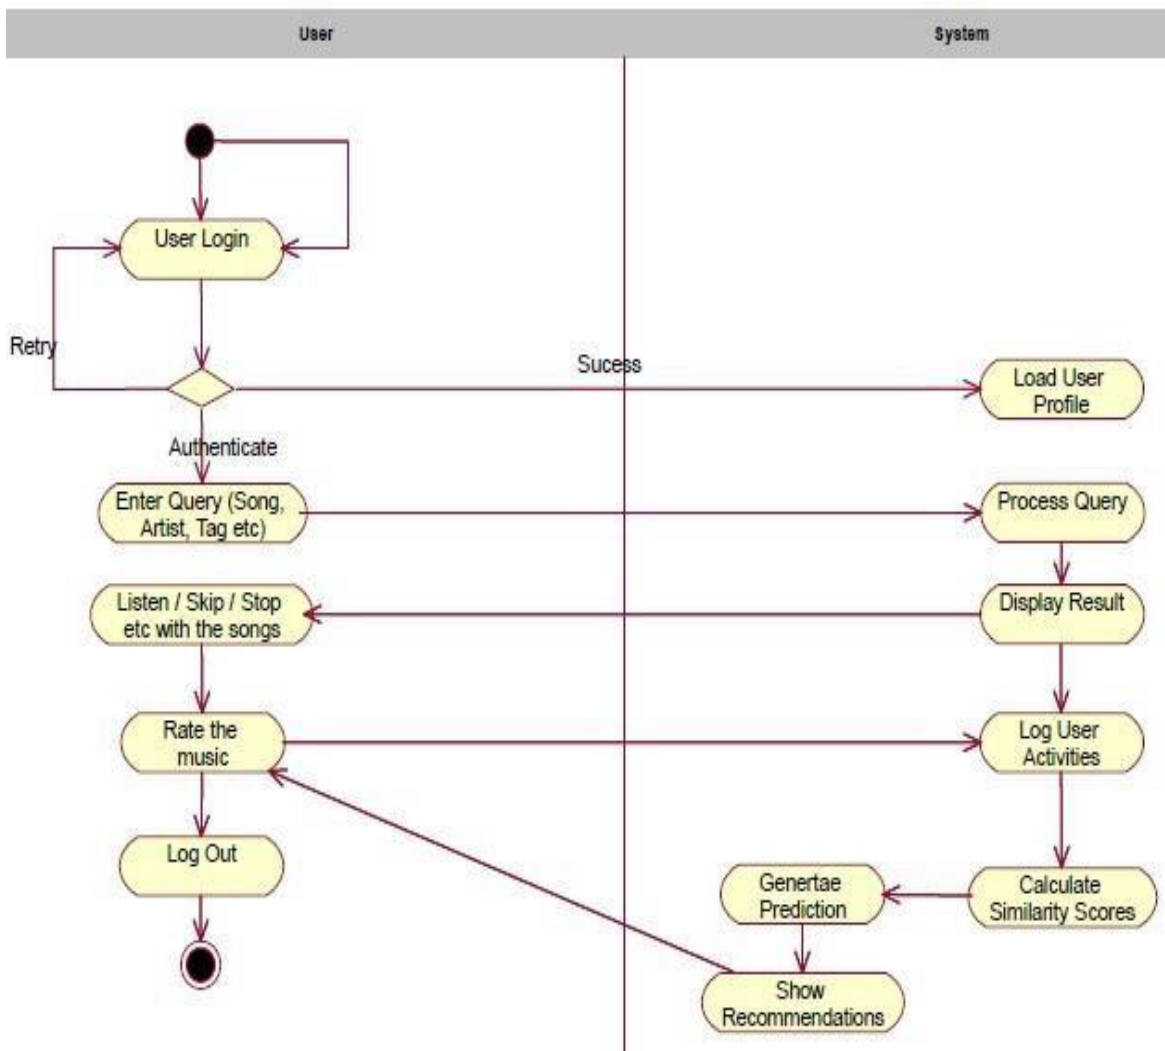 User
System
User Login
Retry
Sucess
Load User
Profile
Authenticate
Enter Query (Song,
Artist, Tag etc)
Process Query
Listen / Skip / Stop
etc with the songs
Display Result
Rate the
music
Log User
Activities
Log Out
Genertae
Prediction
Calculate
Similarity Scores
Show
Recommendations